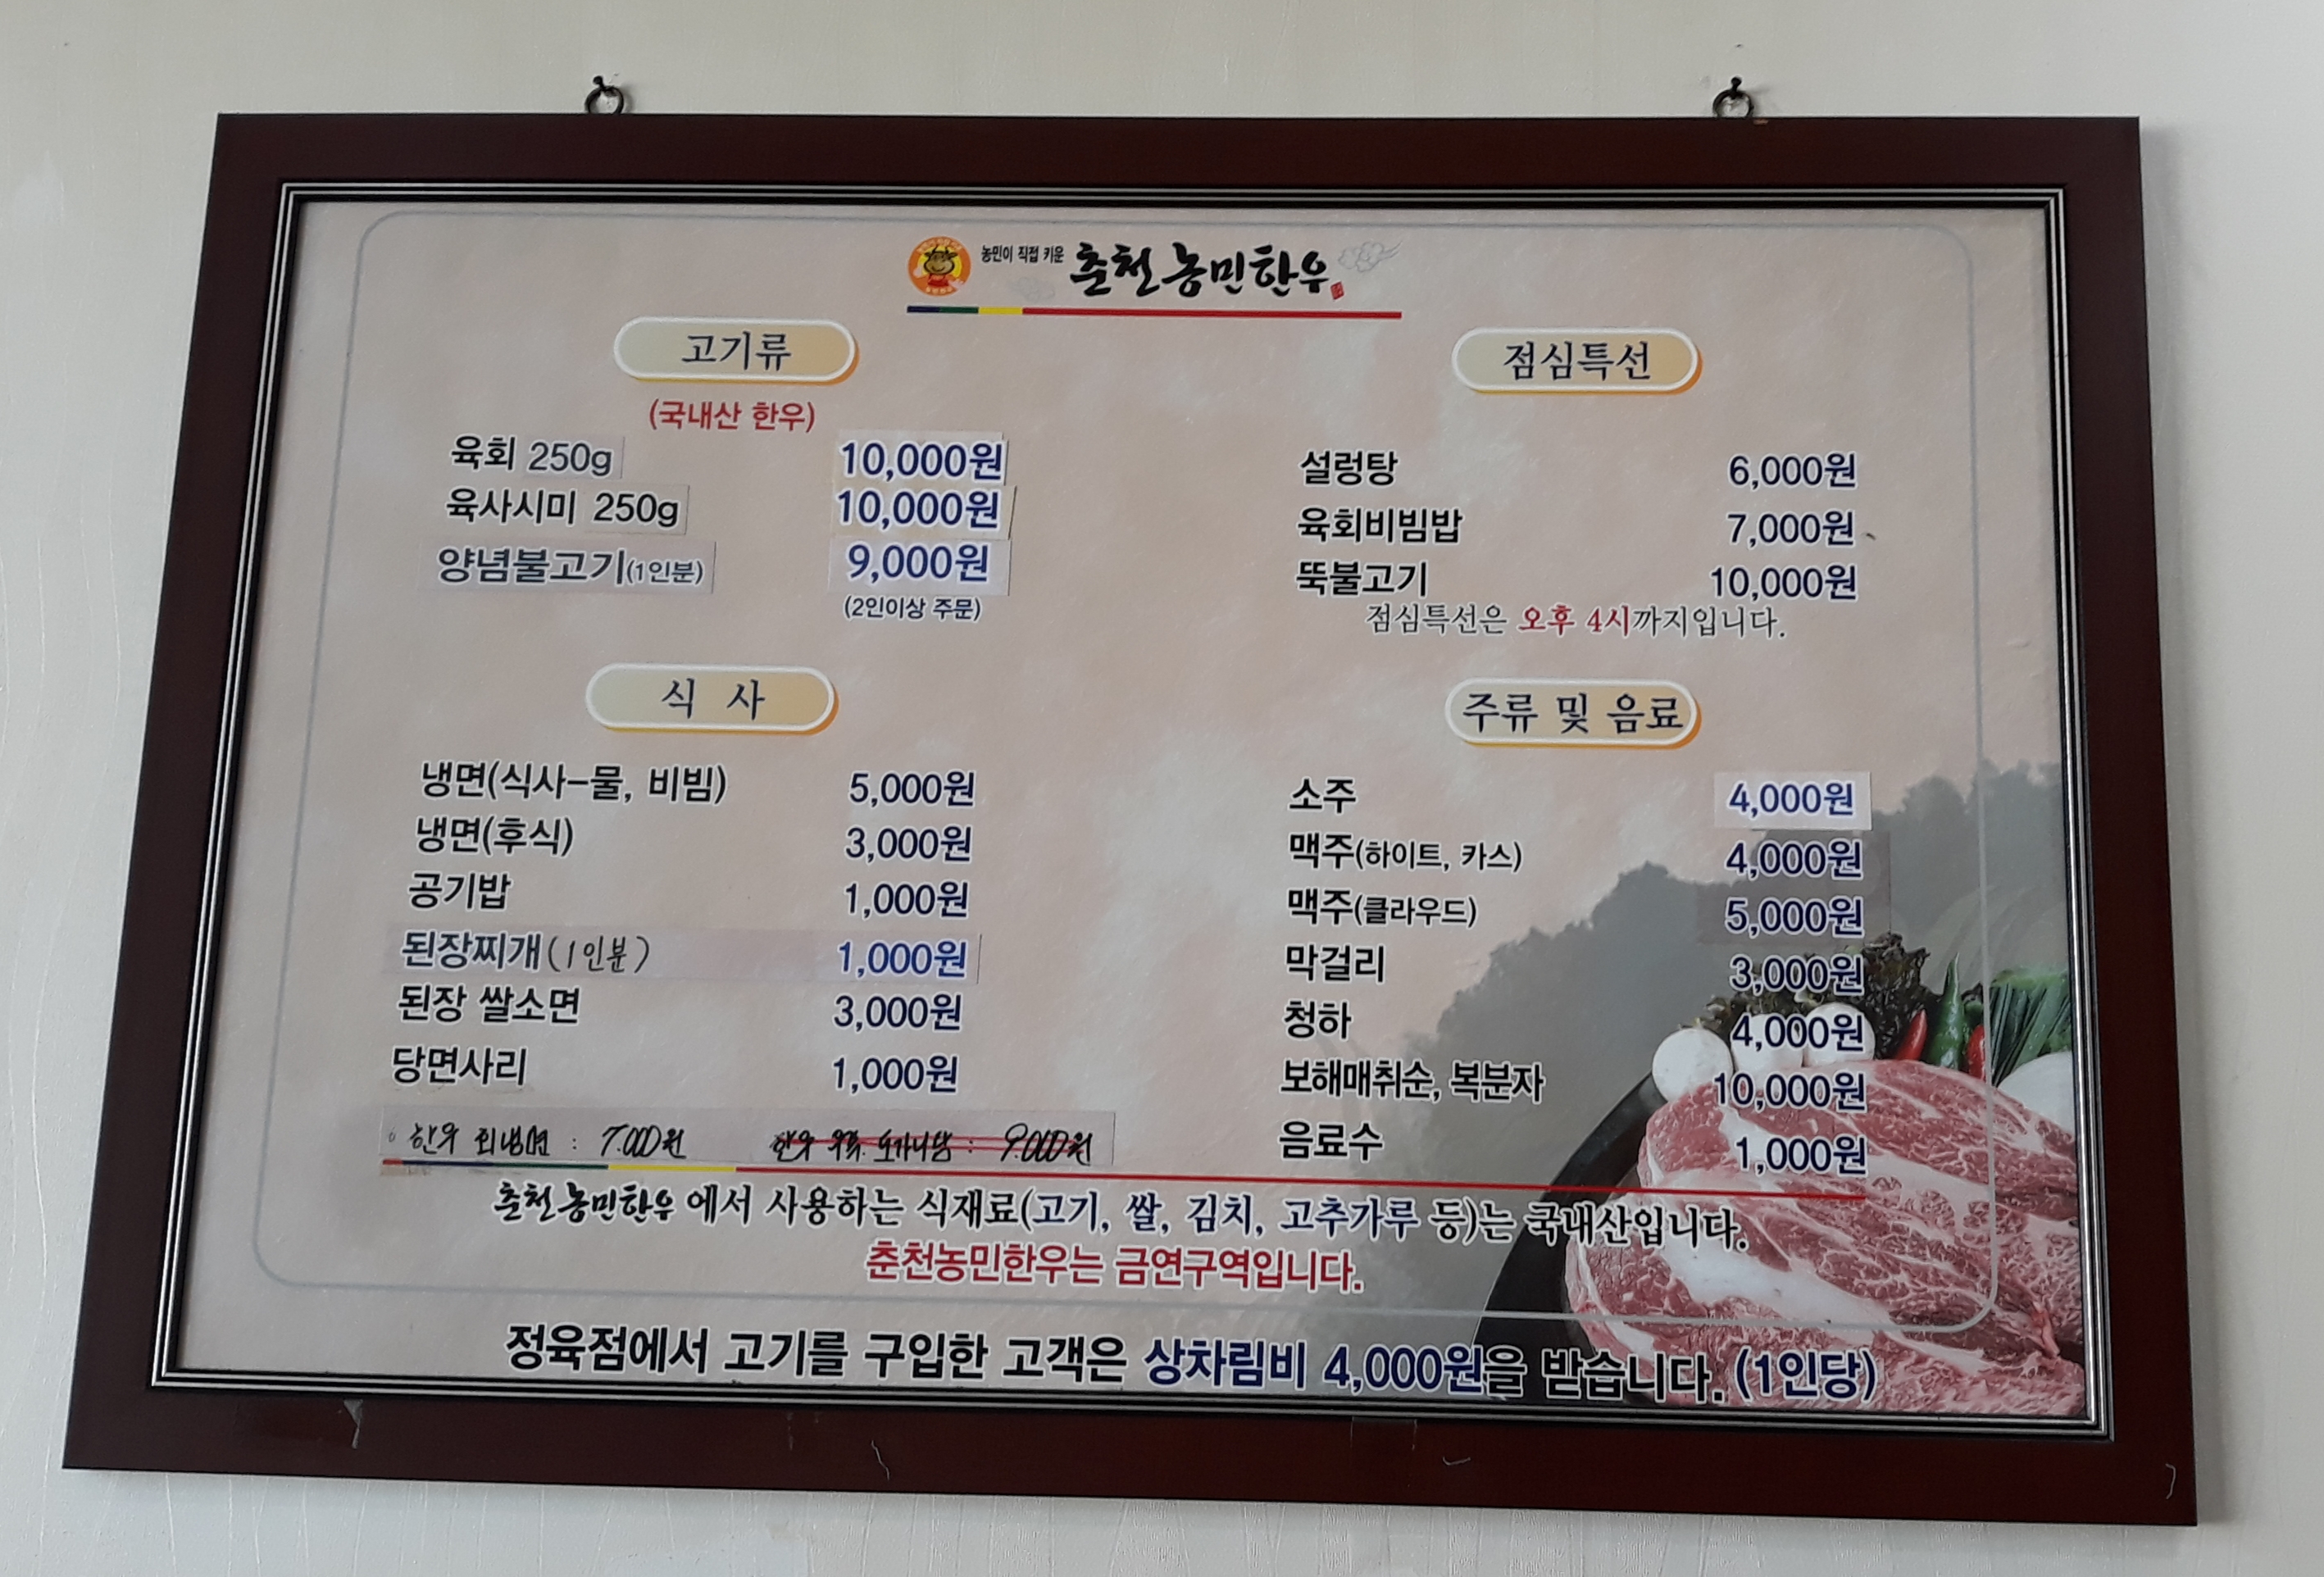 농민이 직접 키운 춘천농민한우
고기류
(국내산 한우)
육회 250g 10,000원
육사시미 250g 10,000원
양념불고기(1인분) 9,000원
(2인이상 주문)
점심특선
설렁탕 6,000원
육회비빔밥 7,000원
뚝불고기 10,000원
점심특선은 오후 4시까지입니다.
식 사
냉면(식사-물, 비빔) 5,000원
냉면(후식) 3,000원
공기밥 1,000원
된장찌개(1인분) 1,000원
된장 쌀소면 3,000원
당면사리 1,000원
한우 회냉면 : 7.000원 한우 우족. 도가니탕 : 9.000원
주류 및 음료
소주 4,000원
맥주(하이트, 카스) 4,000원
맥주(클라우드) 5,000원
막걸리 3,000원
청하 4,000원
보해매취순, 복분자 10,000원
음료수 1,000원
춘천농민한우에서 사용하는 식재료(고기, 쌀, 김치, 고추가루 등)는 국내산입니다.
춘천농민한우는 금연구역입니다.
정육점에서 고기를 구입한 고객은 상차림비 4,000원을 받습니다. (1인당)